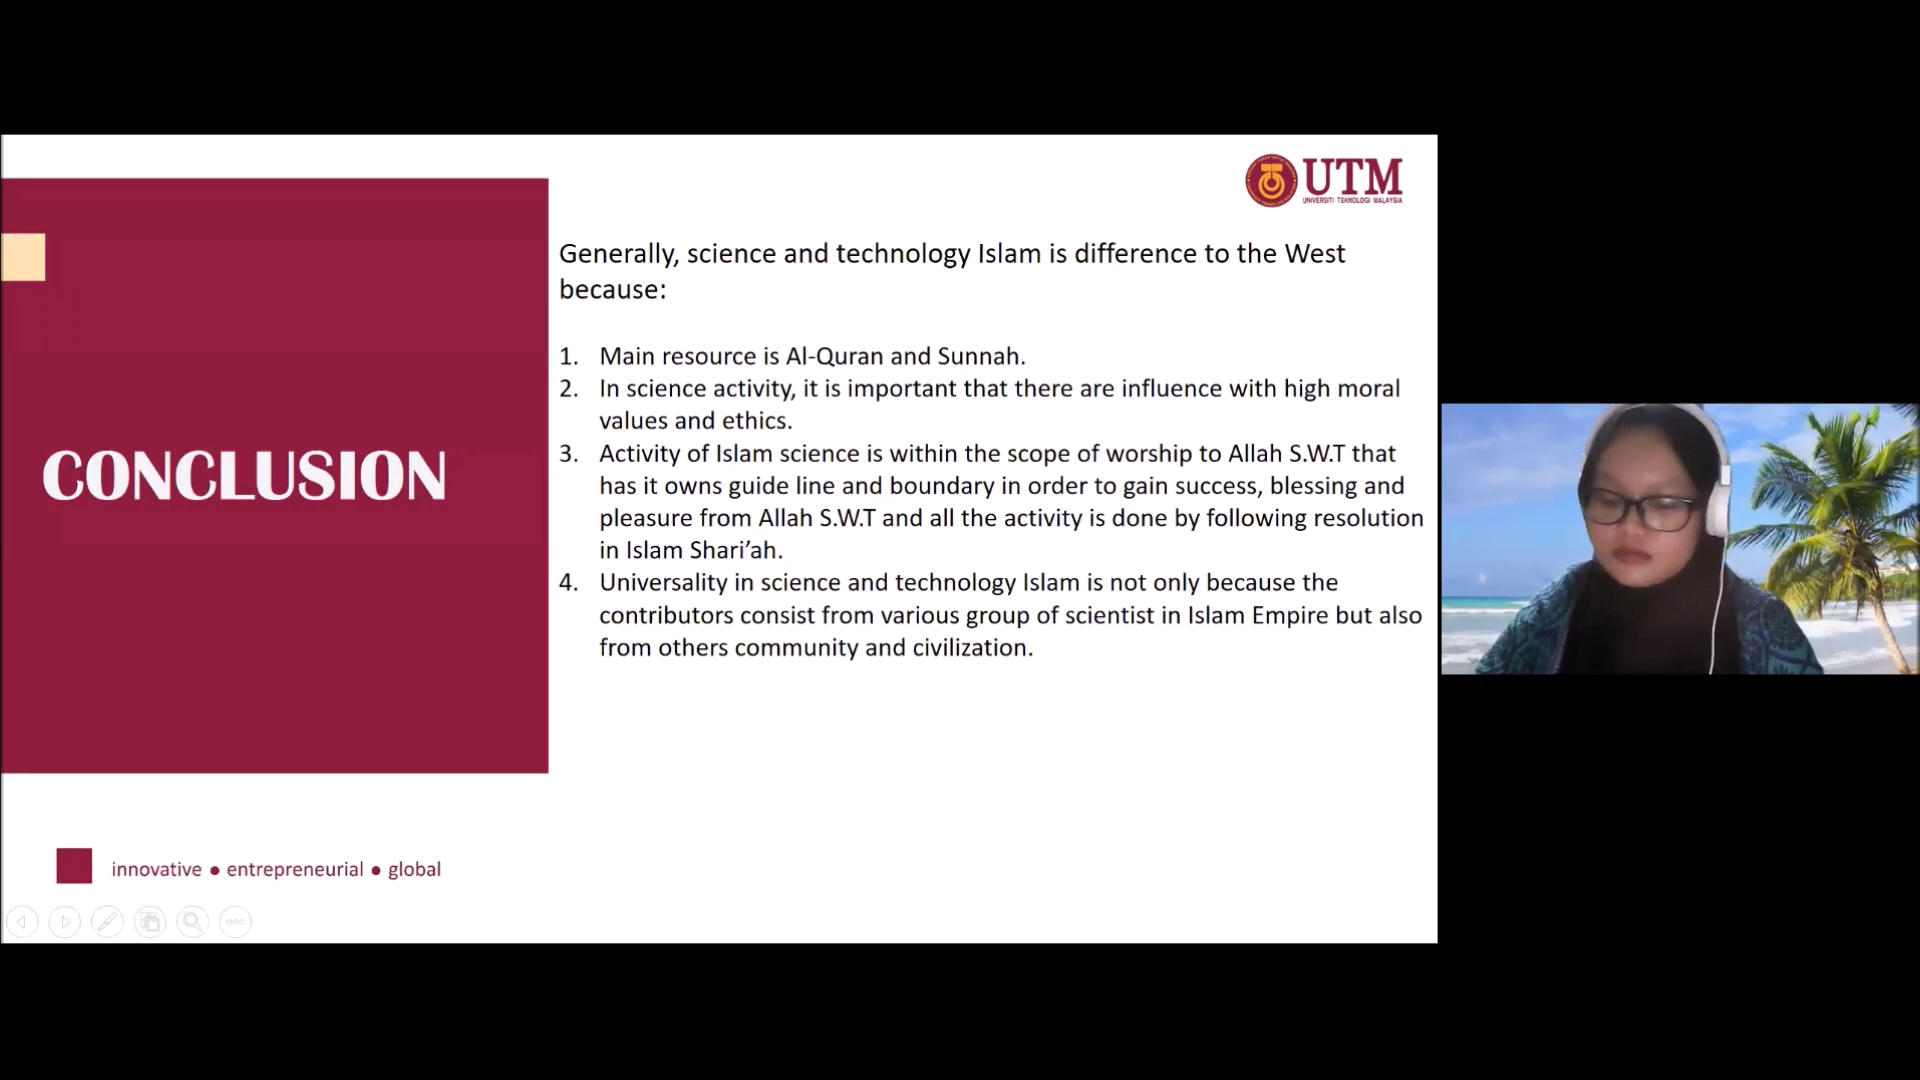 UTM
UNIVERSITI TEKNOLOGI MALAYSIA
Generally, science and technology Islam is difference to the West
because:
1. Main resource is Al-Quran and Sunnah.
2. In science activity, it is important that there are influence with high moral
values and ethics.
3. Activity of Islam science is within the scope of worship to Allah S.W.T that
has it owns guide line and boundary in order to gain success, blessing and
pleasure from Allah S.W.T and all the activity is done by following resolution
in Islam Shari’ah.
4. Universality in science and technology Islam is not only because the
contributors consist from various group of scientist in Islam Empire but also
from others community and civilization.
CONCLUSION
innovative ● entrepreneurial ● global